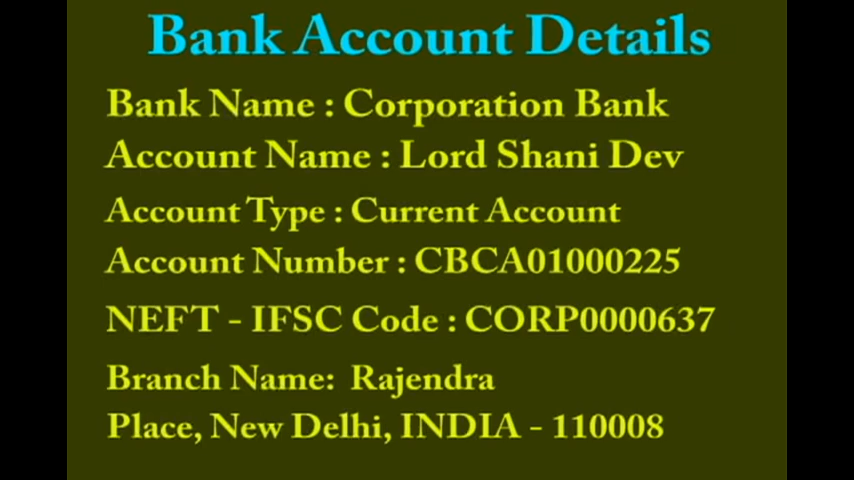 Bank Account Details
Bank Name : Corporation Bank
Account Name : Lord Shani Dev
Account Type : Current Account
Account Number : CBCA01000225
NEFT - IFSC Code : CORP0000637
Branch Name: Rajendra
Place, New Delhi, INDIA - 110008